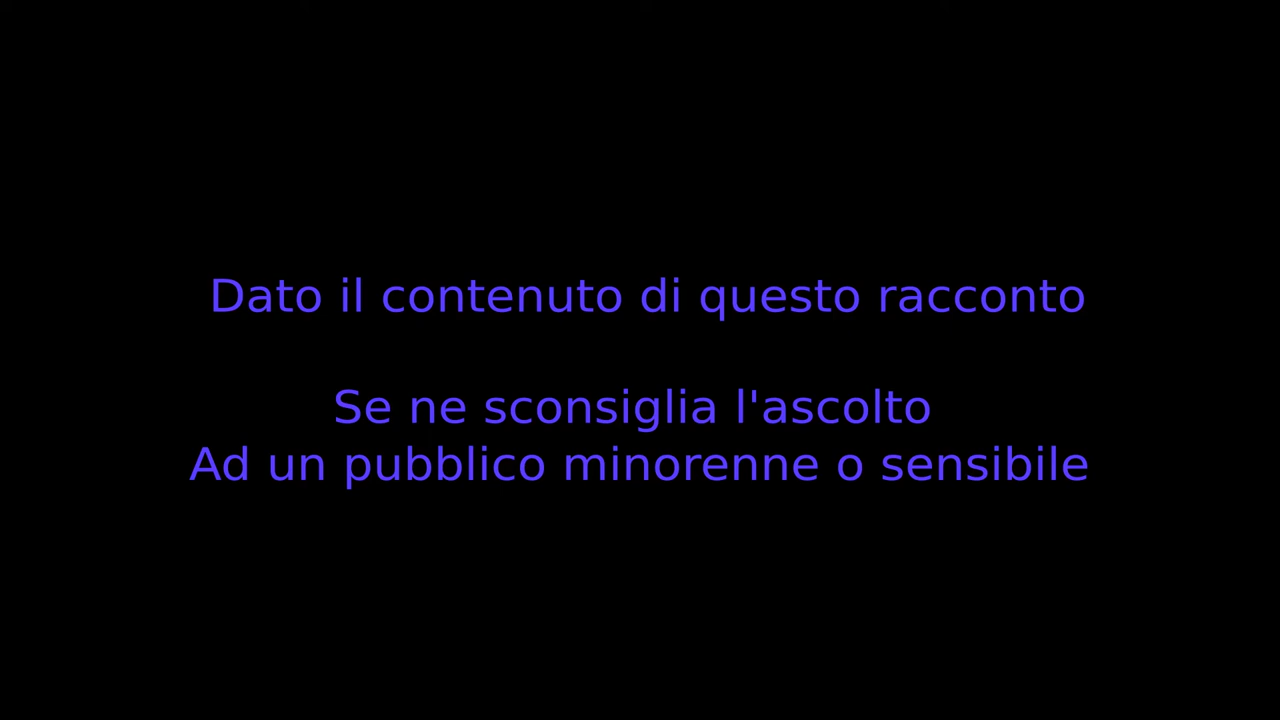 Dato il contenuto di questo racconto
Se ne sconsiglia l'ascolto
Ad un pubblico minorenne o sensibile